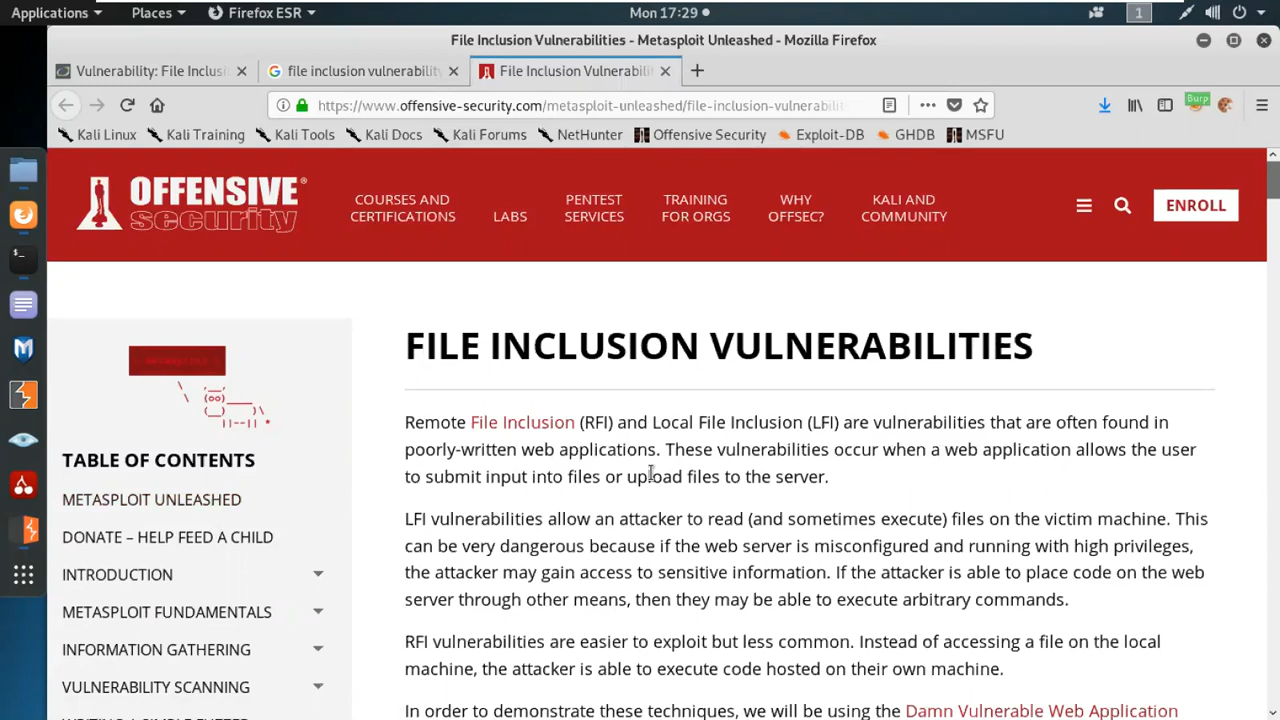 Applications Places Firefox ESR Mon 17:29 1
File Inclusion Vulnerabilities - Metasploit Unleashed - Mozilla Firefox
Vulnerability: File Inclusi file inclusion vulnerability File Inclusion Vulnerabili
https://www.offensive-security.com/metasploit-unleashed/file-inclusion-vulnerabilit Burp
Kali Linux Kali Training Kali Tools Kali Docs Kali Forums NetHunter Offensive Security Exploit-DB GHDB MSFU
OFFENSIVE
security
COURSES AND
CERTIFICATIONS
LABS
PENTEST
SERVICES
TRAINING
FOR ORGS
WHY
OFFSEC?
KALI AND
COMMUNITY
ENROLL
TABLE OF CONTENTS
METASPLOIT UNLEASHED
DONATE – HELP FEED A CHILD
INTRODUCTION
METASPLOIT FUNDAMENTALS
INFORMATION GATHERING
VULNERABILITY SCANNING
FILE INCLUSION VULNERABILITIES
Remote File Inclusion (RFI) and Local File Inclusion (LFI) are vulnerabilities that are often found in
poorly-written web applications. These vulnerabilities occur when a web application allows the user
to submit input into files or upload files to the server.
LFI vulnerabilities allow an attacker to read (and sometimes execute) files on the victim machine. This
can be very dangerous because if the web server is misconfigured and running with high privileges,
the attacker may gain access to sensitive information. If the attacker is able to place code on the web
server through other means, then they may be able to execute arbitrary commands.
RFI vulnerabilities are easier to exploit but less common. Instead of accessing a file on the local
machine, the attacker is able to execute code hosted on their own machine.
In order to demonstrate these techniques, we will be using the Damn Vulnerable Web Application